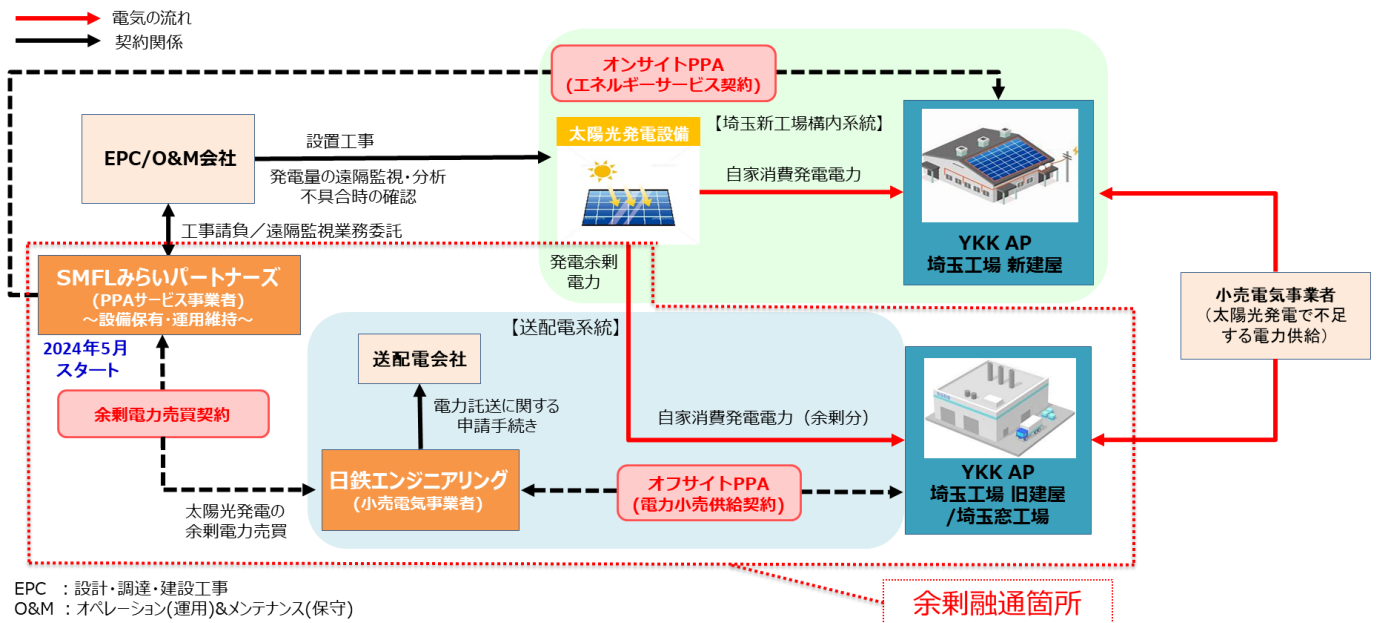 電気の流れ
契約関係
オンサイトPPA
(エネルギーサービス契約)
EPC/O&M会社
設置工事
発電量の遠隔監視・分析
不具合時の確認
太陽光発電設備
【埼玉新工場構内系統】
自家消費発電電力
YKK AP
埼玉工場 新建屋
工事請負／遠隔監視業務委託
SMFLみらいパートナーズ
(PPAサービス事業者)
～設備保有・運用維持～
2024年5月
スタート
発電余剰
電力
小売電気事業者
（太陽光発電で不足
する電力供給）
【送配電系統】
送配電会社
電力託送に関する
申請手続き
余剰電力売買契約
自家消費発電電力（余剰分）
日鉄エンジニアリング
(小売電気事業者)
オフサイトPPA
(電力小売供給契約)
YKK AP
埼玉工場 旧建屋
/埼玉窓工場
太陽光発電の
余剰電力売買
EPC ：設計・調達・建設工事
O&M ：オペレーション(運用)&メンテナンス(保守)
余剰融通箇所